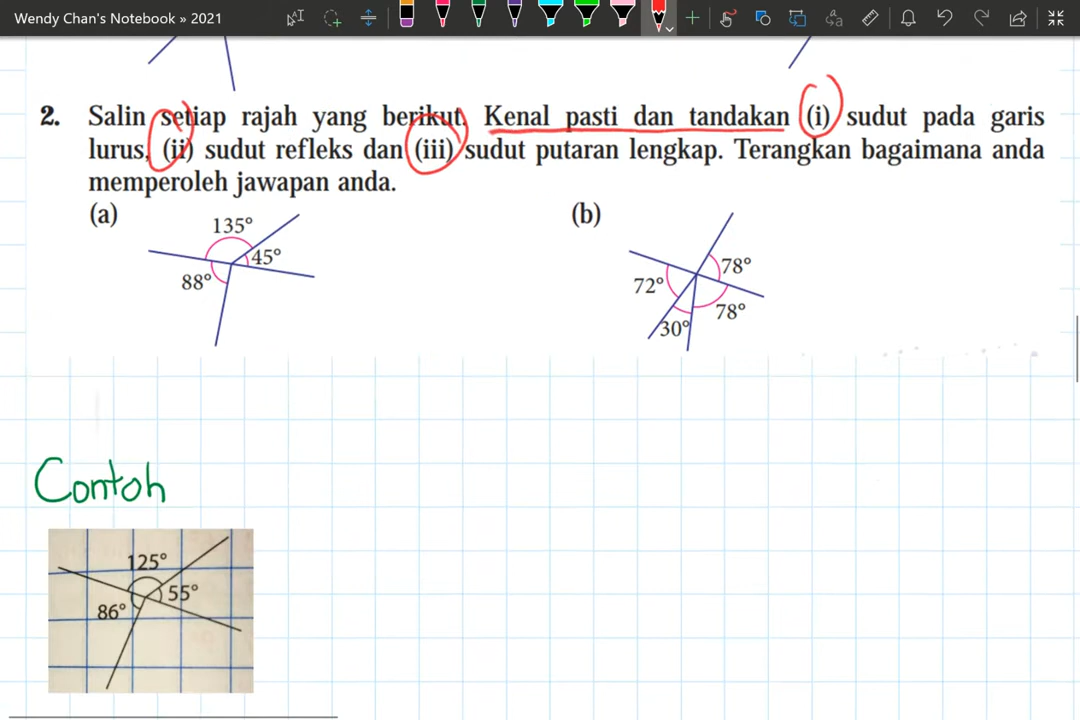 Wendy Chan's Notebook » 2021
2. Salin setiap rajah yang berikut. Kenal pasti dan tandakan (i) sudut pada garis
lurus, (ii) sudut refleks dan (iii) sudut putaran lengkap. Terangkan bagaimana anda
memperoleh jawapan anda.
(a)
135°
45°
88°
(b)
78°
72°
78°
30°
Contoh
125°
55°
86°